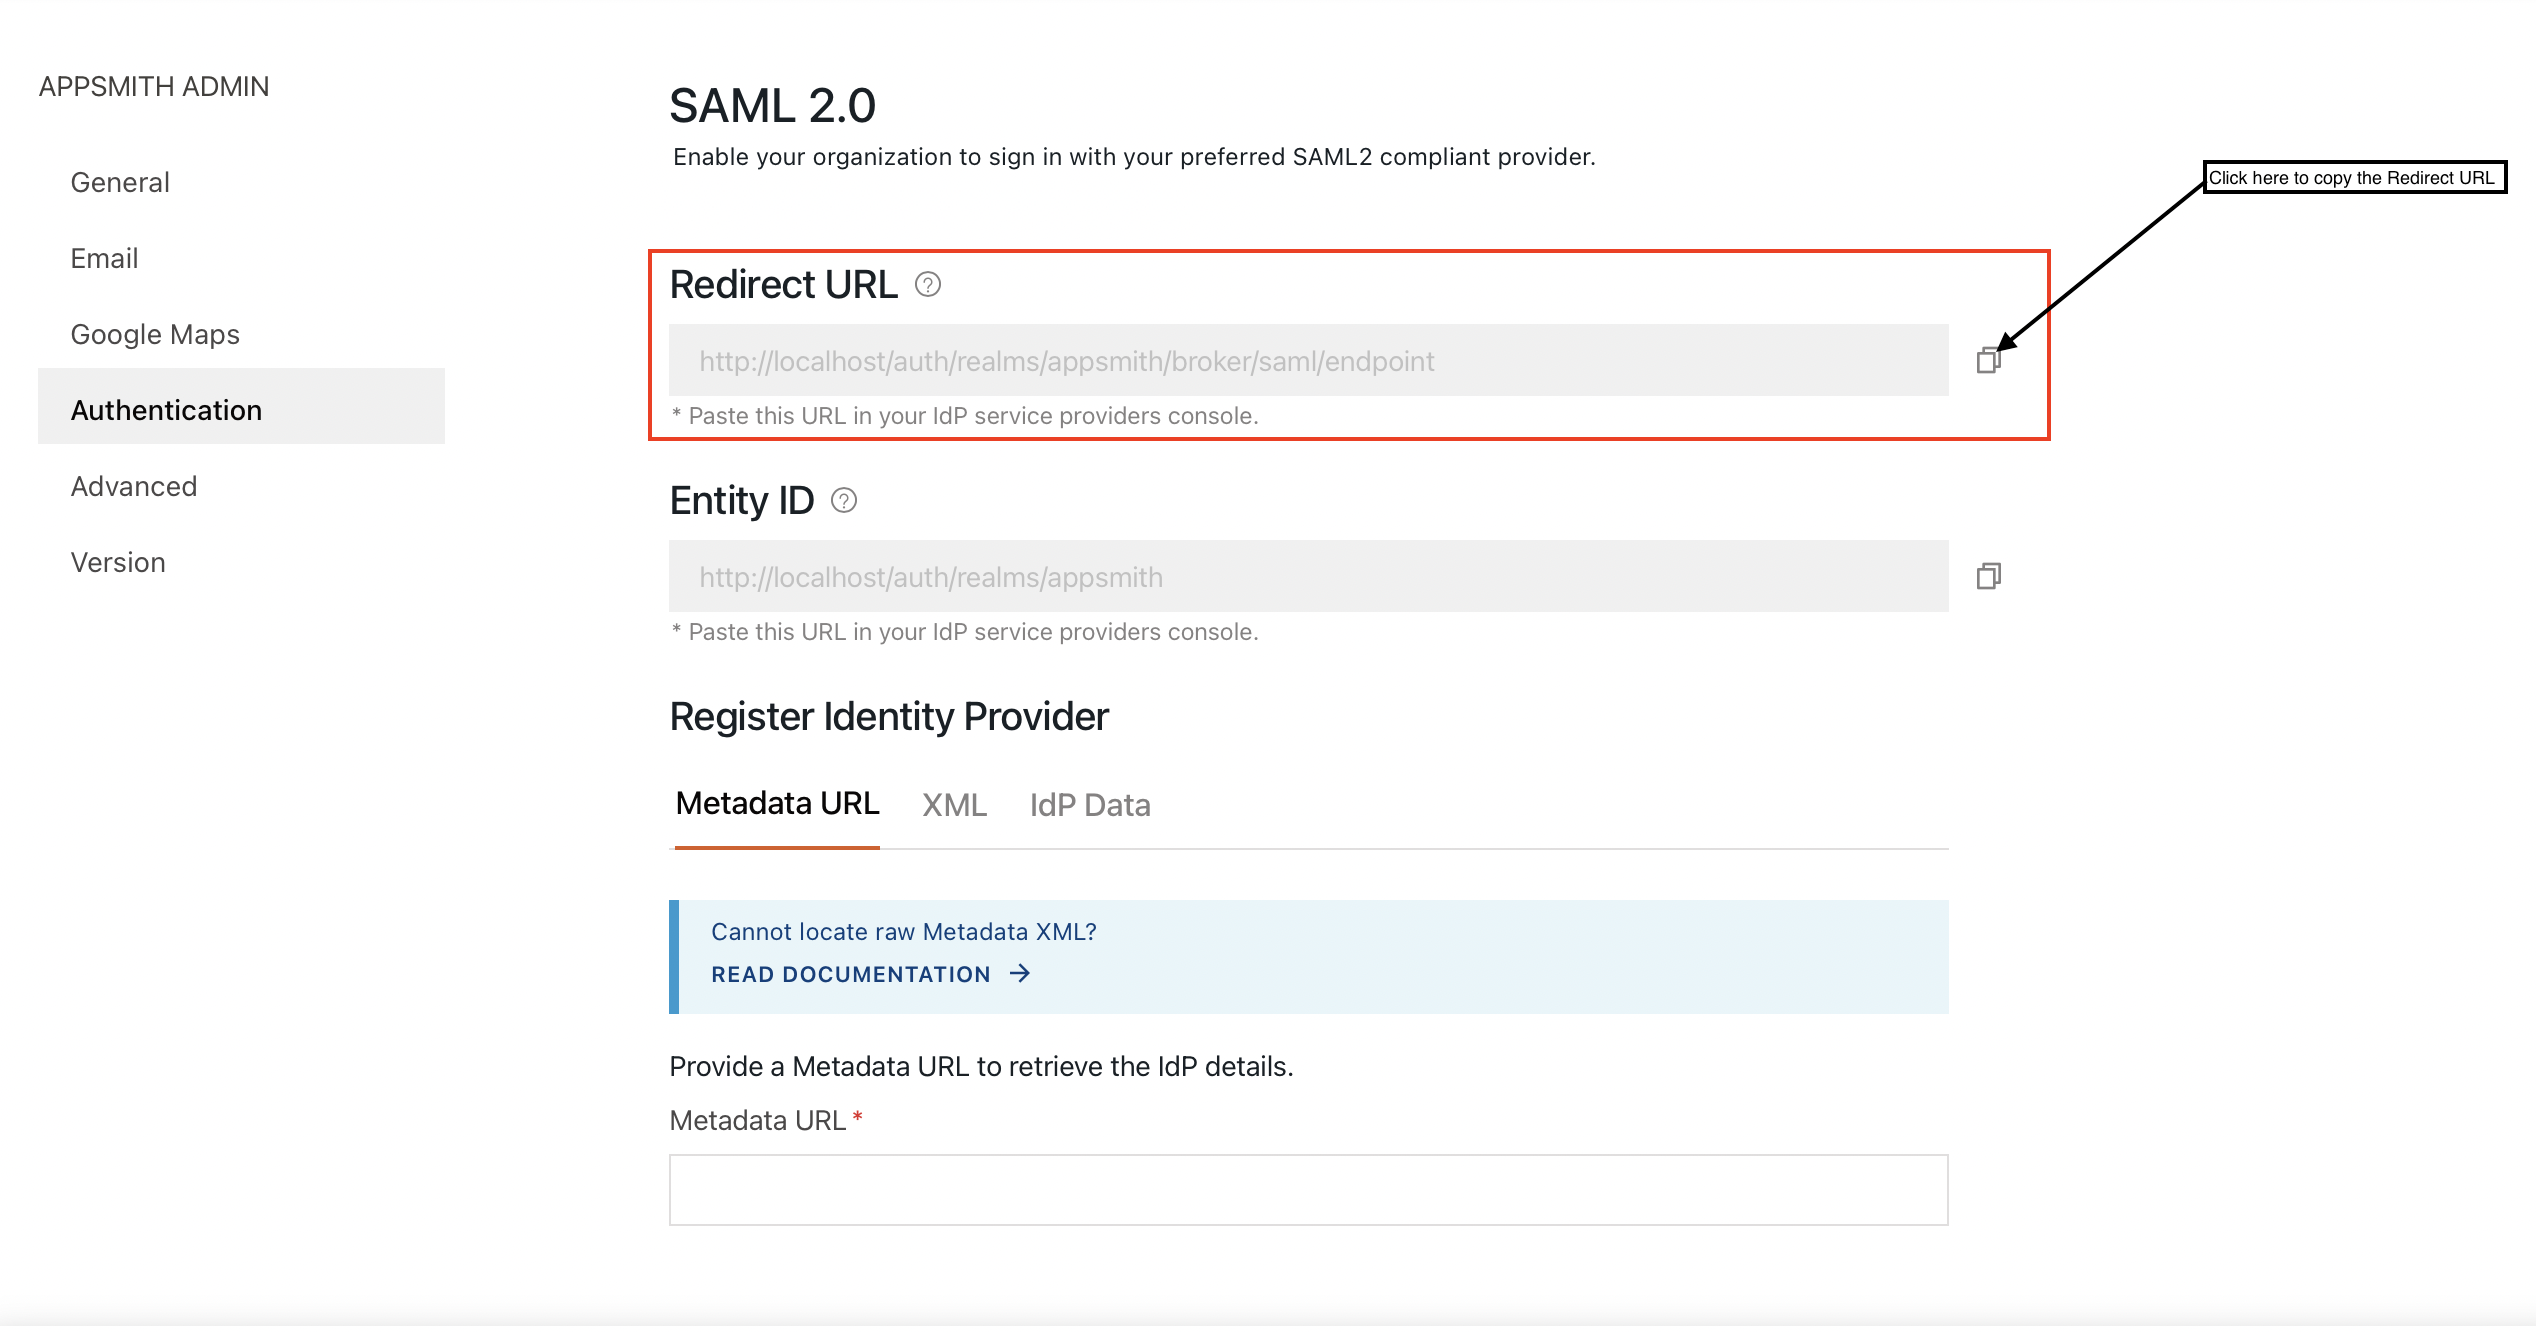 APPSMITH ADMIN
General
Email
Google Maps
Authentication
Advanced
Version
SAML 2.0
Enable your organization to sign in with your preferred SAML2 compliant provider.
Click here to copy the Redirect URL
Redirect URL ?
http://localhost/auth/realms/appsmith/broker/saml/endpoint
* Paste this URL in your IdP service providers console.
Entity ID ?
http://localhost/auth/realms/appsmith
* Paste this URL in your IdP service providers console.
Register Identity Provider
Metadata URL XML IdP Data
Cannot locate raw Metadata XML?
READ DOCUMENTATION →
Provide a Metadata URL to retrieve the IdP details.
Metadata URL *